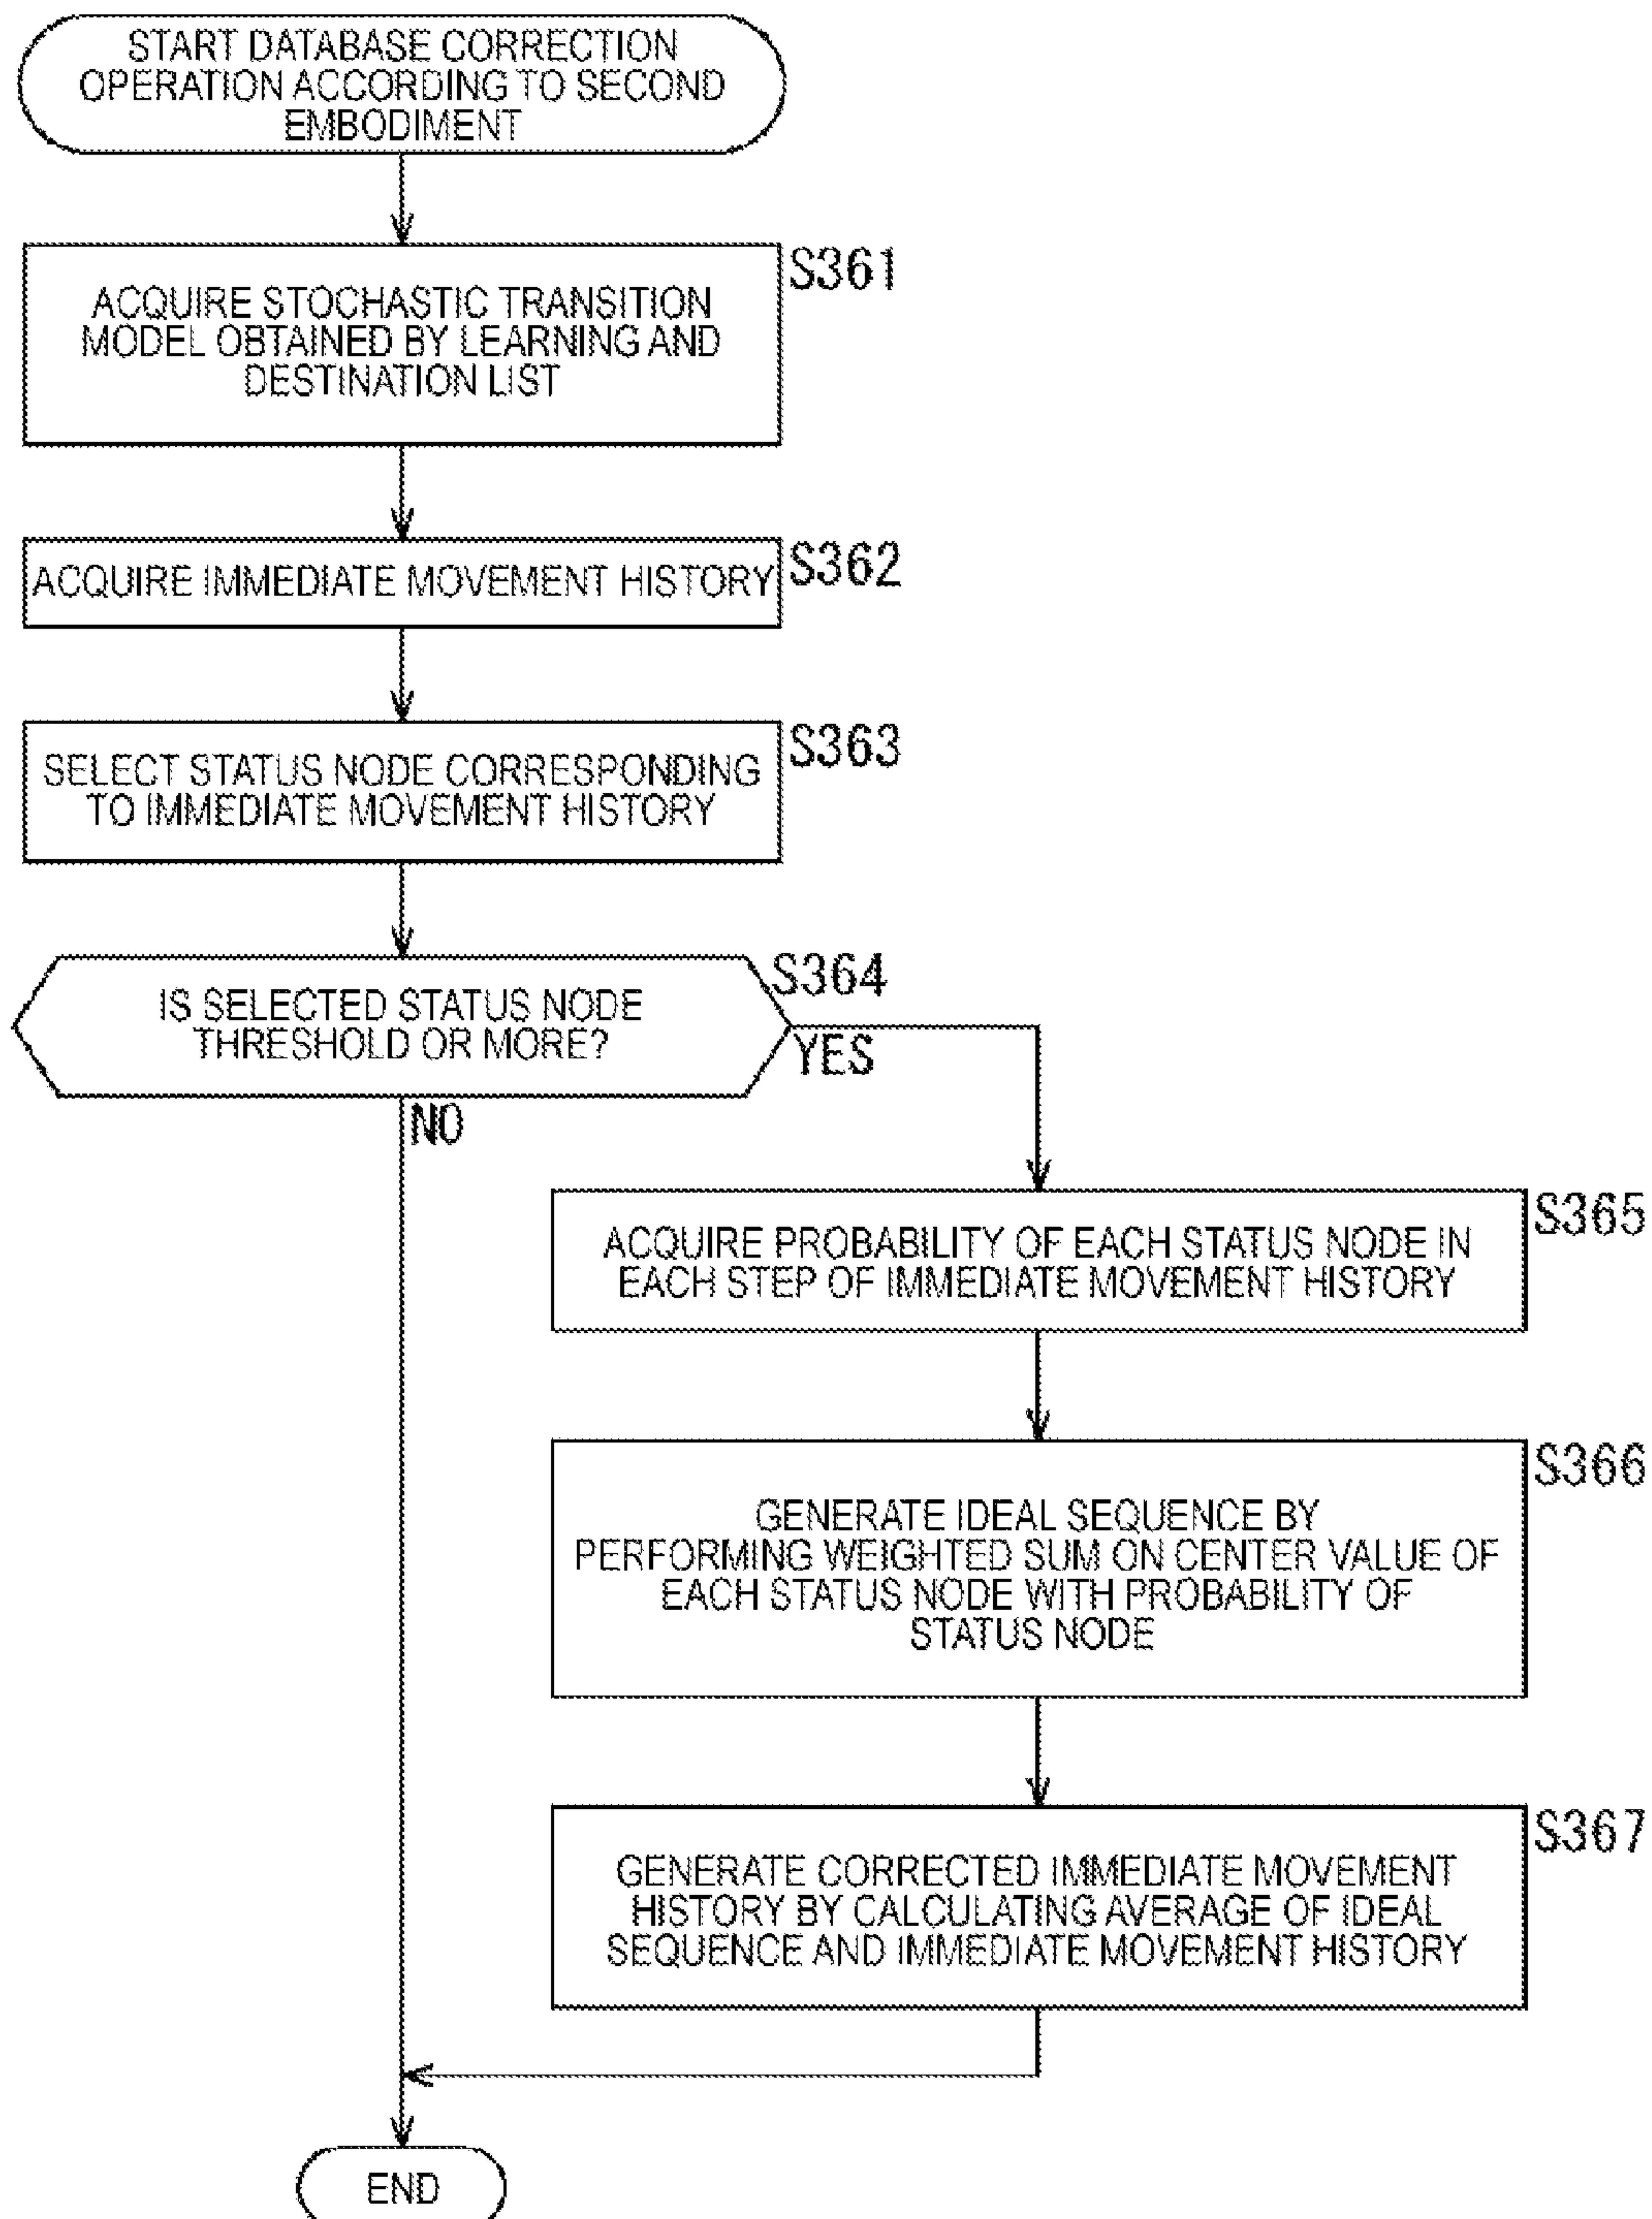 START DATABASE CORRECTION
OPERATION ACCORDING TO SECOND
EMBODIMENT
S361
ACQUIRE STOCHASTIC TRANSITION
MODEL OBTAINED BY LEARNING AND
DESTINATION LIST
S362
ACQUIRE IMMEDIATE MOVEMENT HISTORY
S363
SELECT STATUS NODE CORRESPONDING
TO IMMEDIATE MOVEMENT HISTORY
S364
IS SELECTED STATUS NODE
THRESHOLD OR MORE?
YES
NO
S365
ACQUIRE PROBABILITY OF EACH STATUS NODE IN
EACH STEP OF IMMEDIATE MOVEMENT HISTORY
S366
GENERATE IDEAL SEQUENCE BY
PERFORMING WEIGHTED SUM ON CENTER VALUE OF
EACH STATUS NODE WITH PROBABILITY OF
STATUS NODE
S367
GENERATE CORRECTED IMMEDIATE MOVEMENT
HISTORY BY CALCULATING AVERAGE OF IDEAL
SEQUENCE AND IMMEDIATE MOVEMENT HISTORY
END